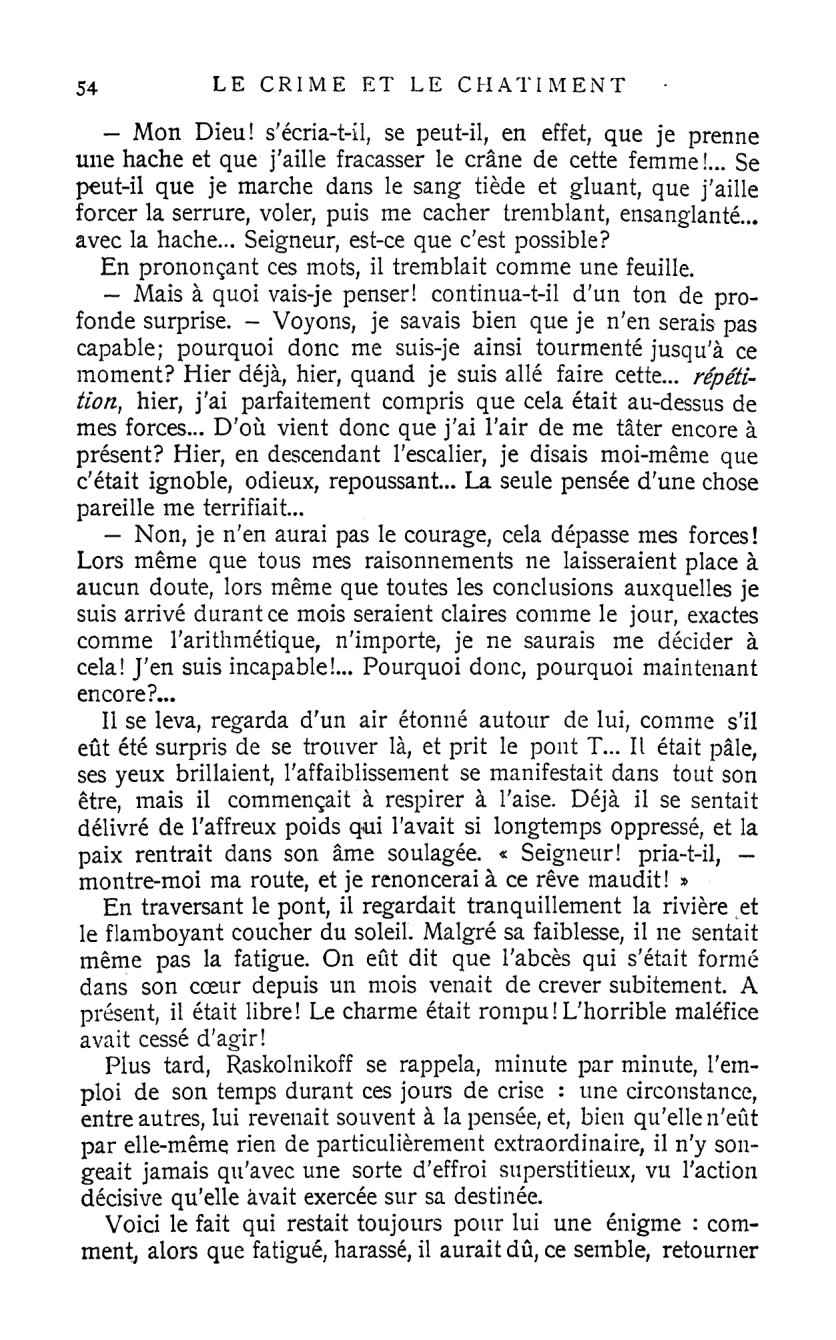 54 LE CRIME ET LE CHATIMENT
— Mon Dieu! s'écria-t-il, se peut-il, en effet, que je prenne
une hache et que j'aille fracasser le crâne de cette femme!... Se
peut-il que je marche dans le sang tiède et gluant, que j'aille
forcer la serrure, voler, puis me cacher tremblant, ensanglanté...
avec la hache... Seigneur, est-ce que c'est possible?
En prononçant ces mots, il tremblait comme une feuille.
— Mais à quoi vais-je penser! continua-t-il d'un ton de pro-
fonde surprise. — Voyons, je savais bien que je n'en serais pas
capable; pourquoi donc me suis-je ainsi tourmenté jusqu'à ce
moment? Hier déjà, hier, quand je suis allé faire cette... répéti-
tion, hier, j'ai parfaitement compris que cela était au-dessus de
mes forces... D'où vient donc que j'ai l'air de me tâter encore à
présent? Hier, en descendant l'escalier, je disais moi-même que
c'était ignoble, odieux, repoussant... La seule pensée d'une chose
pareille me terrifiait...
— Non, je n'en aurai pas le courage, cela dépasse mes forces!
Lors même que tous mes raisonnements ne laisseraient place à
aucun doute, lors même que toutes les conclusions auxquelles je
suis arrivé durant ce mois seraient claires comme le jour, exactes
comme l'arithmétique, n'importe, je ne saurais me décider à
cela! J'en suis incapable!... Pourquoi donc, pourquoi maintenant
encore?...
Il se leva, regarda d'un air étonné autour de lui, comme s'il
eût été surpris de se trouver là, et prit le pont T... Il était pâle,
ses yeux brillaient, l'affaiblissement se manifestait dans tout son
être, mais il commençait à respirer à l'aise. Déjà il se sentait
délivré de l'affreux poids qui l'avait si longtemps oppressé, et la
paix rentrait dans son âme soulagée. « Seigneur! pria-t-il, —
montre-moi ma route, et je renoncerai à ce rêve maudit! »
En traversant le pont, il regardait tranquillement la rivière et
le flamboyant coucher du soleil. Malgré sa faiblesse, il ne sentait
même pas la fatigue. On eût dit que l'abcès qui s'était formé
dans son cœur depuis un mois venait de crever subitement. A
présent, il était libre! Le charme était rompu! L'horrible maléfice
avait cessé d'agir!
Plus tard, Raskolnikoff se rappela, minute par minute, l'em-
ploi de son temps durant ces jours de crise : une circonstance,
entre autres, lui revenait souvent à la pensée, et, bien qu'elle n'eût
par elle-même rien de particulièrement extraordinaire, il n'y son-
geait jamais qu'avec une sorte d'effroi superstitieux, vu l'action
décisive qu'elle avait exercée sur sa destinée.
Voici le fait qui restait toujours pour lui une énigme : com-
ment, alors que fatigué, harassé, il aurait dû, ce semble, retourner